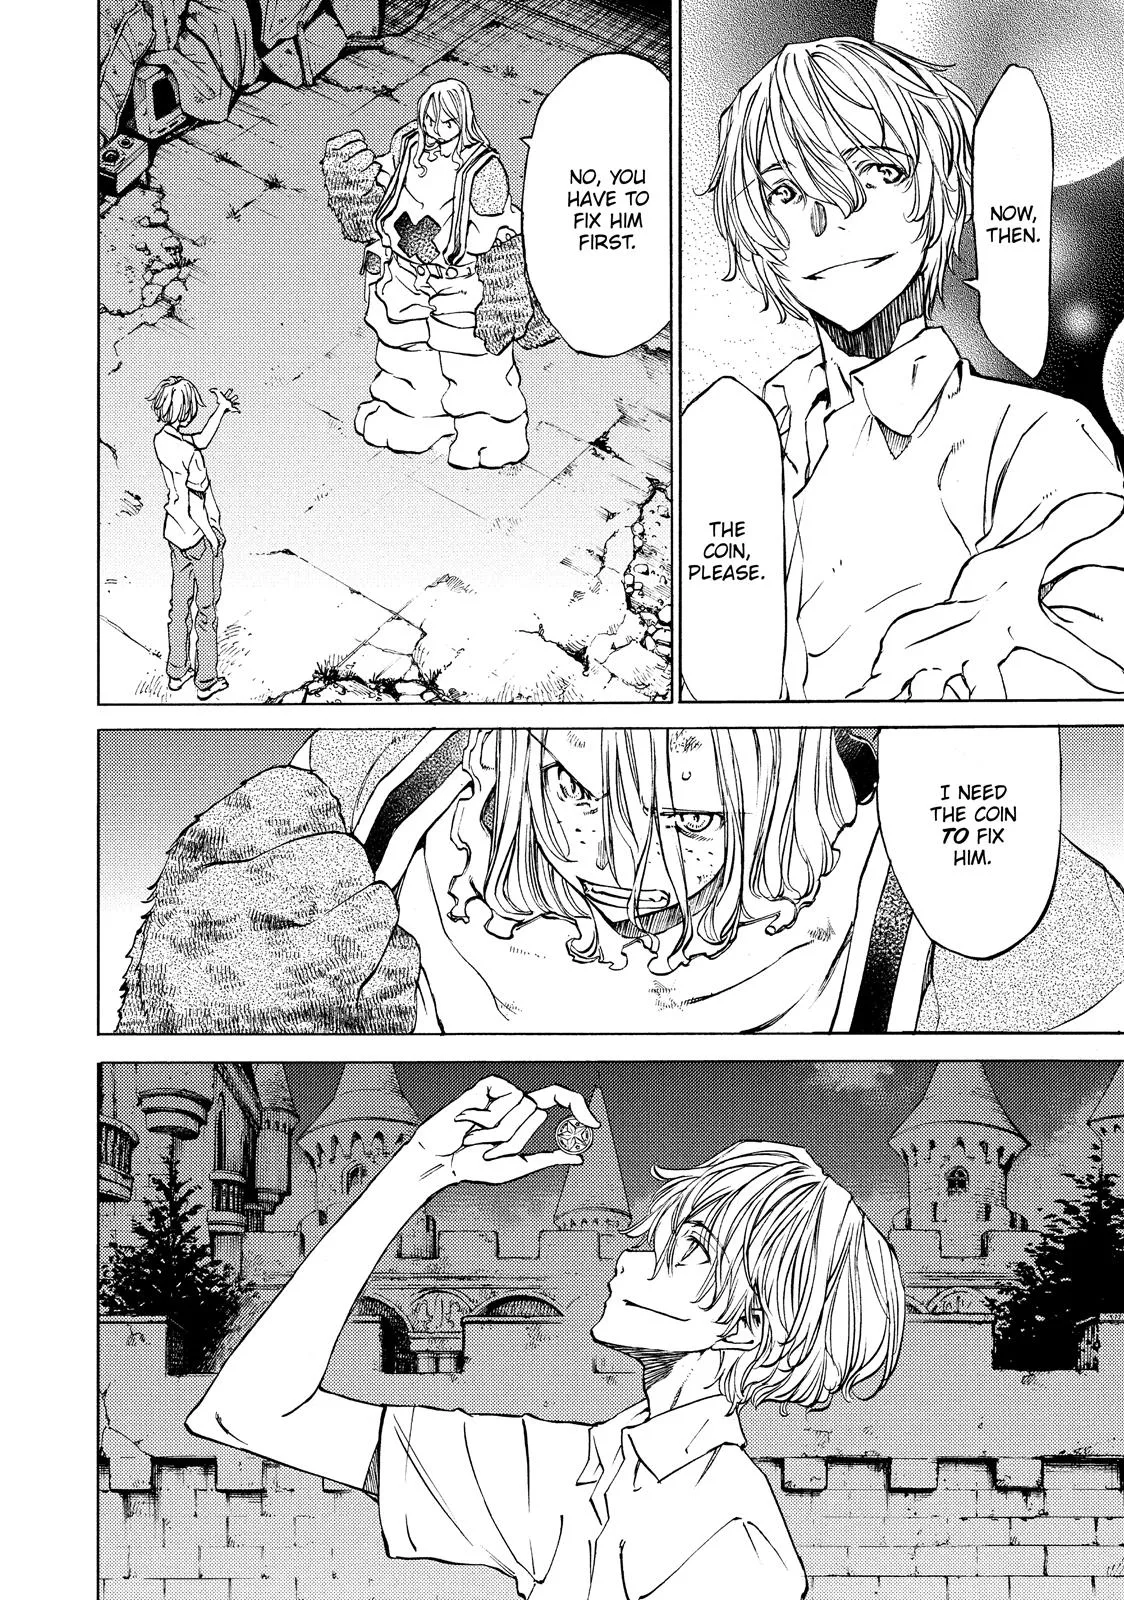 NOW,
THEN.
THE
COIN,
PLEASE.
NO, YOU
HAVE TO
FIX HIM
FIRST.
I NEED
THE COIN
TO FIX
HIM.